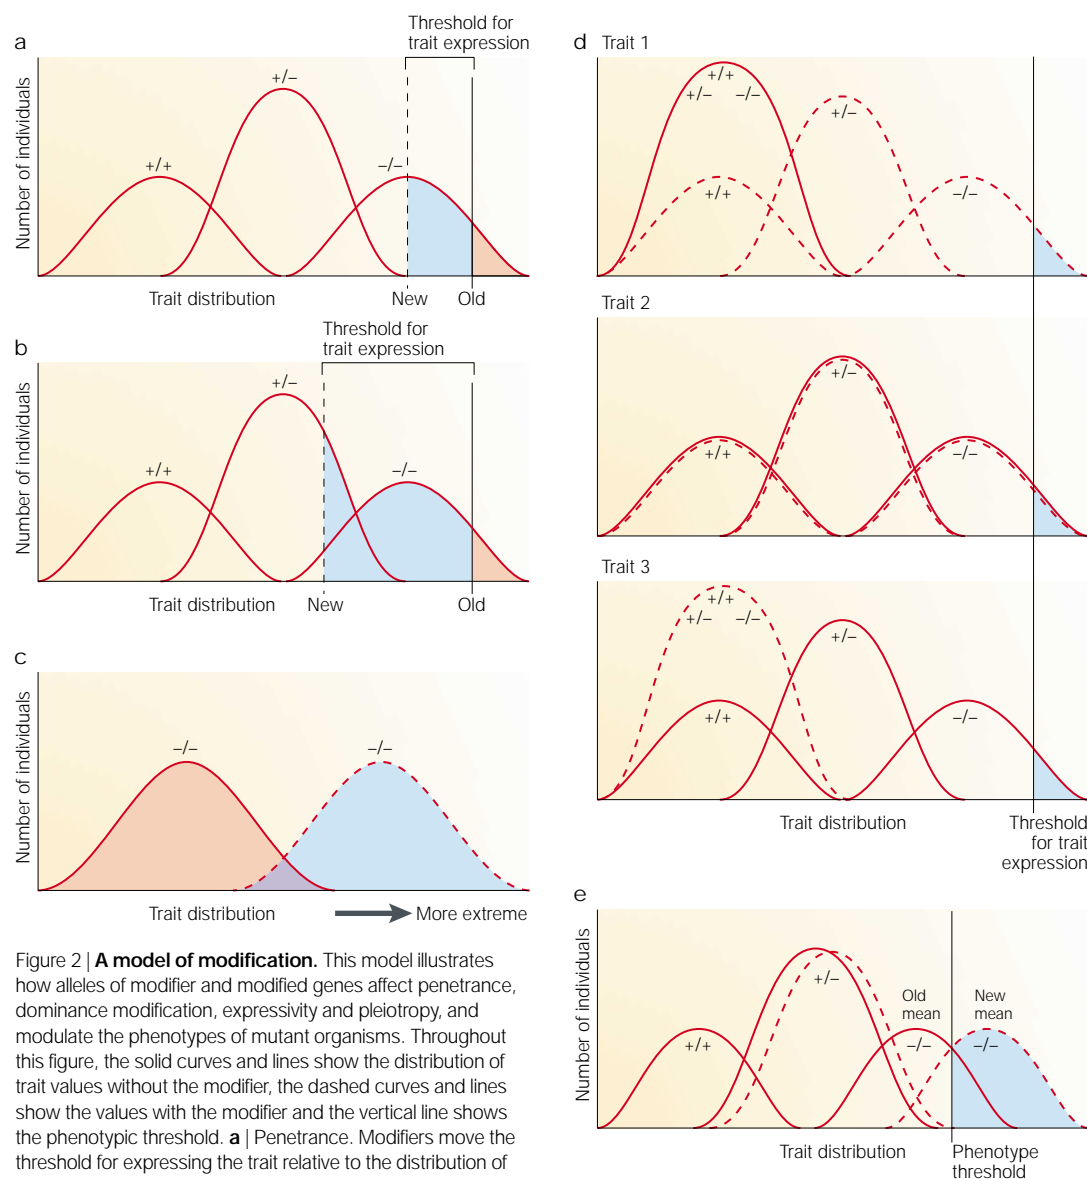 a
Threshold for
trait expression
Number of individuals
+/+
+/–
–/–
Trait distribution
New
Old
b
Threshold for
trait expression
Number of individuals
+/+
+/–
–/–
Trait distribution
New
Old
c
Number of individuals
–/–
–/–
Trait distribution
More extreme
Figure 2 | A model of modification. This model illustrates
how alleles of modifier and modified genes affect penetrance,
dominance modification, expressivity and pleiotropy, and
modulate the phenotypes of mutant organisms. Throughout
this figure, the solid curves and lines show the distribution of
trait values without the modifier, the dashed curves and lines
show the values with the modifier and the vertical line shows
the phenotypic threshold. a | Penetrance. Modifiers move the
threshold for expressing the trait relative to the distribution of
d
Trait 1
+/+
+/– –/–
+/–
+/+
–/–
Trait 2
+/–
+/+
–/–
Trait 3
+/+
+/– –/–
+/–
+/+
–/–
Trait distribution
Threshold
for trait
expression
e
Number of individuals
+/+
+/–
Old
mean
–/–
New
mean
–/–
Trait distribution
Phenotype
threshold